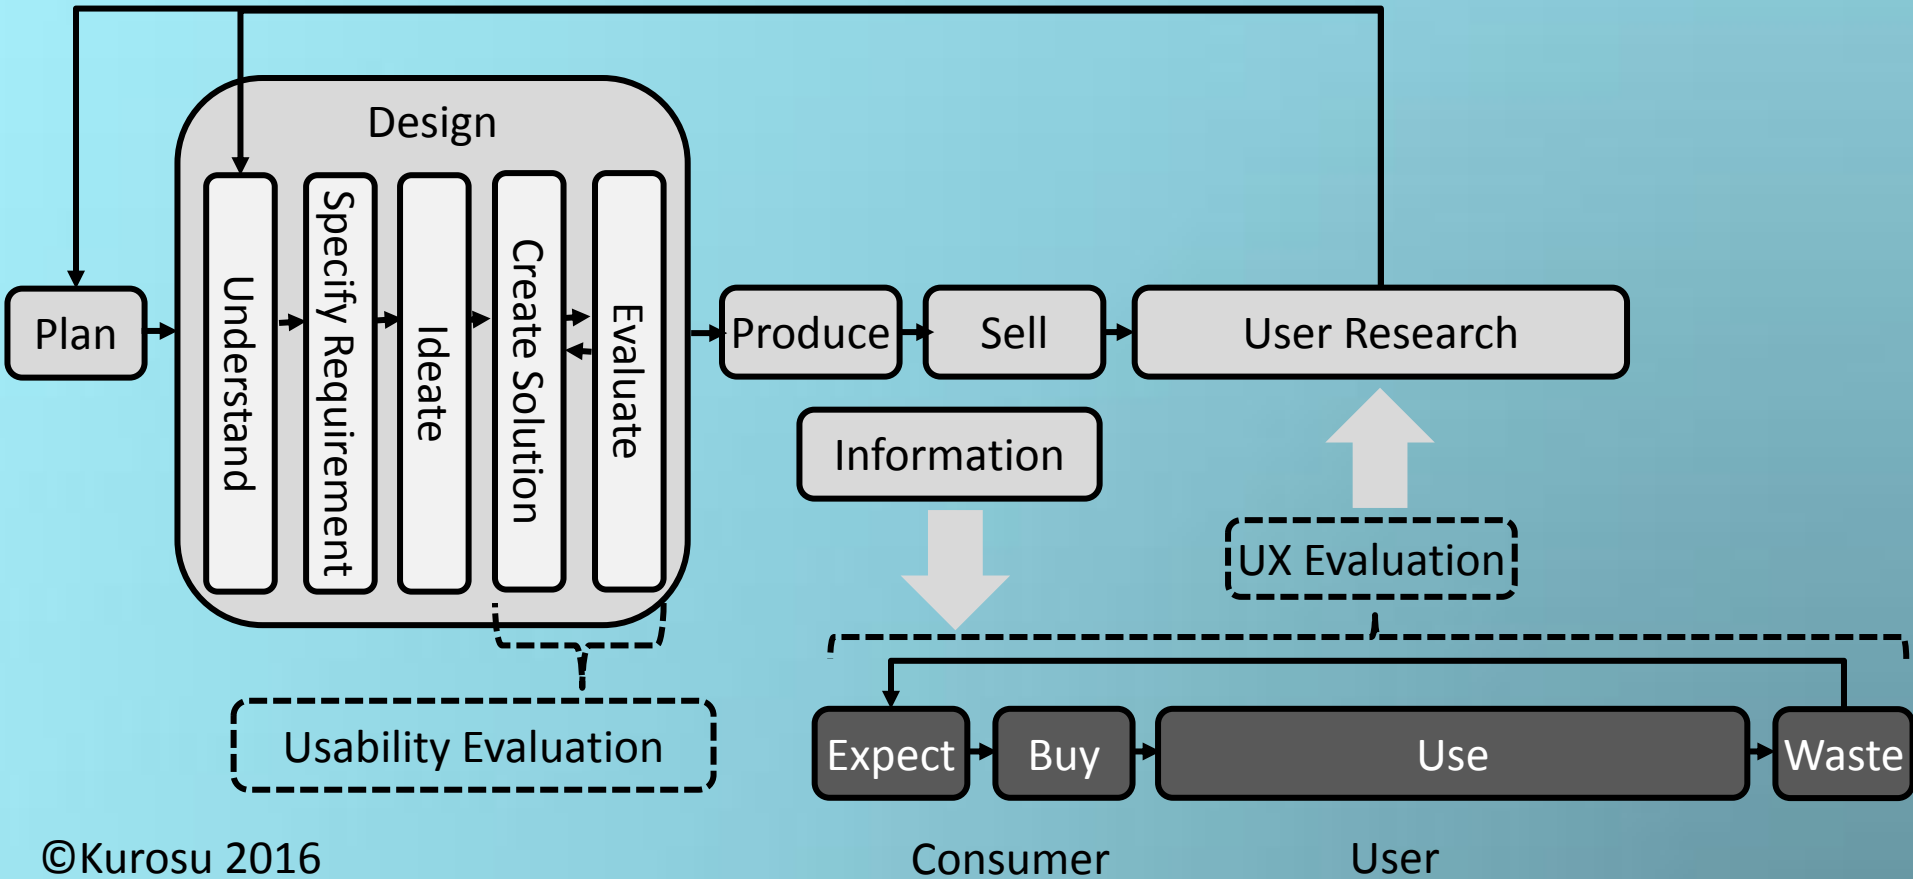 Design
Plan
Understand
Specify Requirement
Ideate
Create Solution
Evaluate
Produce
Sell
User Research
Information
UX Evaluation
Usability Evaluation
Expect
Buy
Use
Waste
©Kurosu 2016
Consumer
User